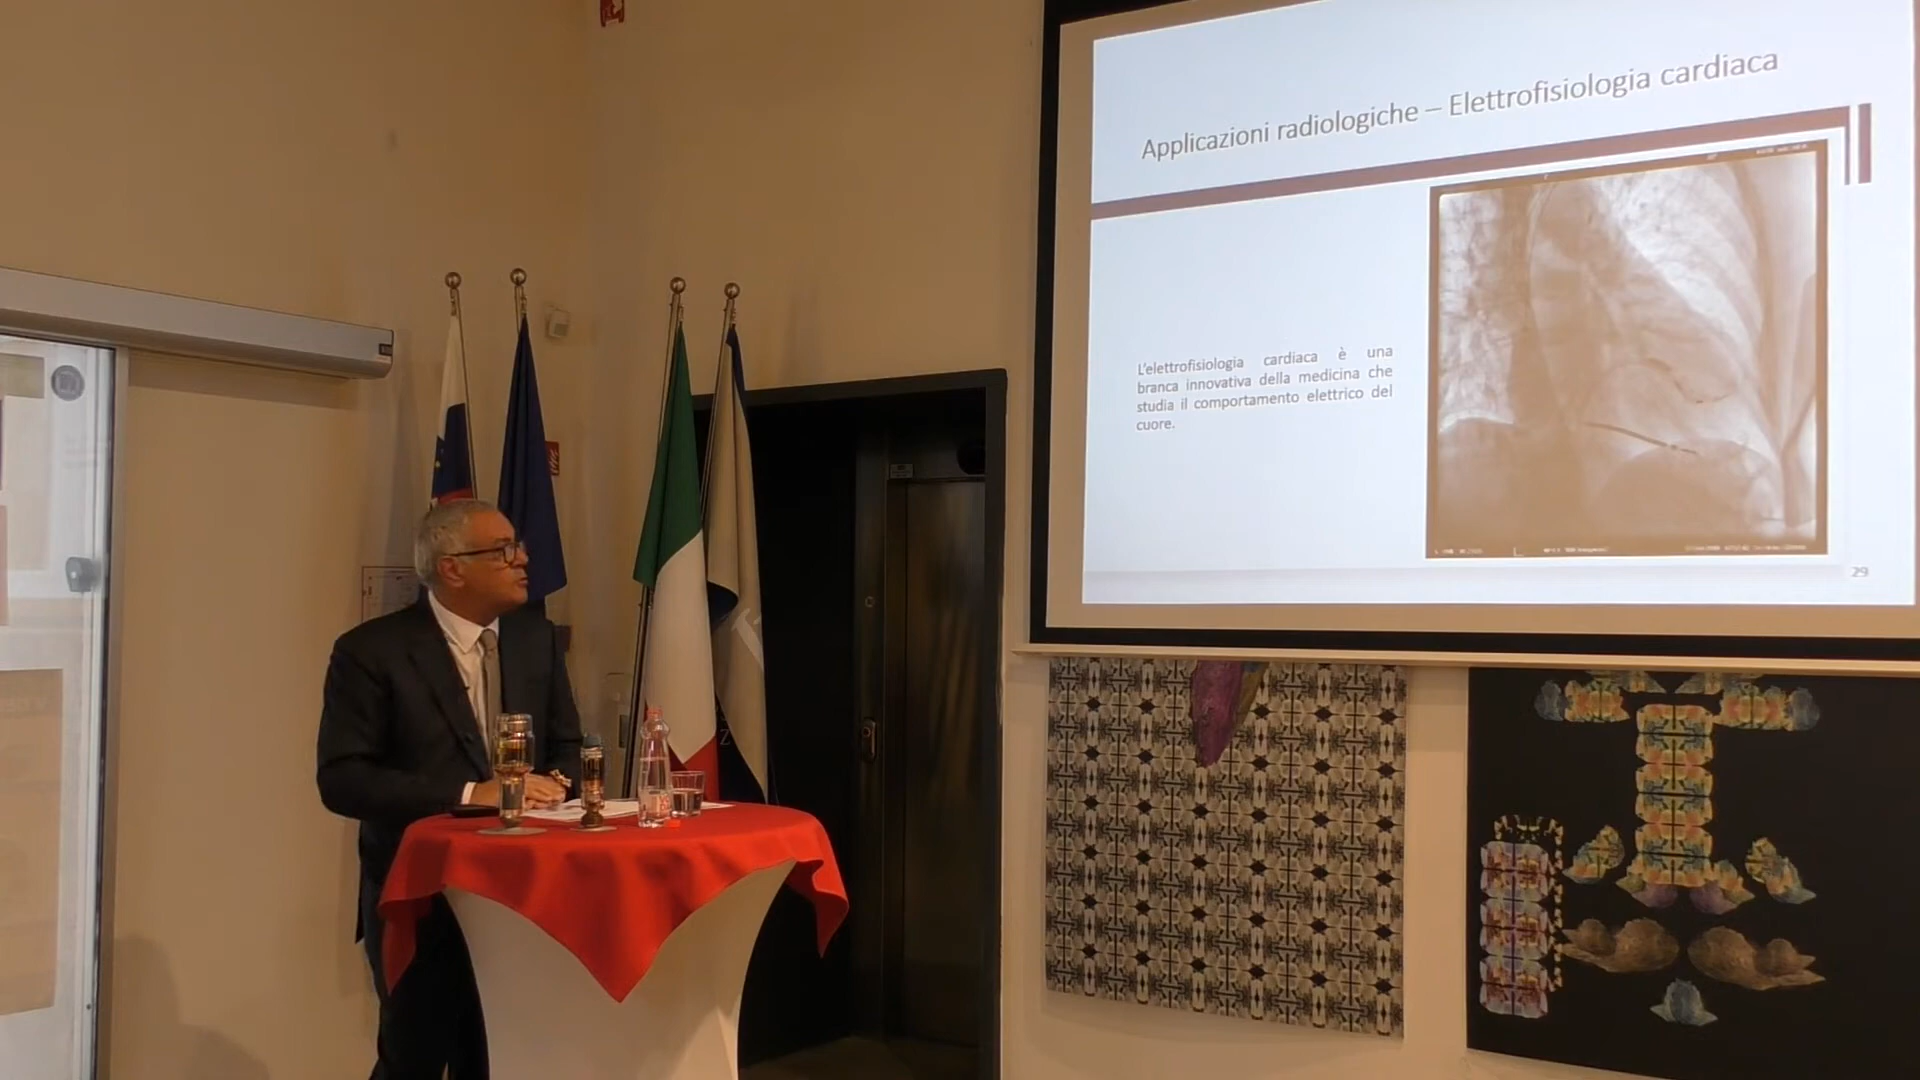 Applicazioni radiologiche – Elettrofisiologia cardiaca
L'elettrofisiologia cardiaca è una
branca innovativa della medicina che
studia il comportamento elettrico del
cuore.
29